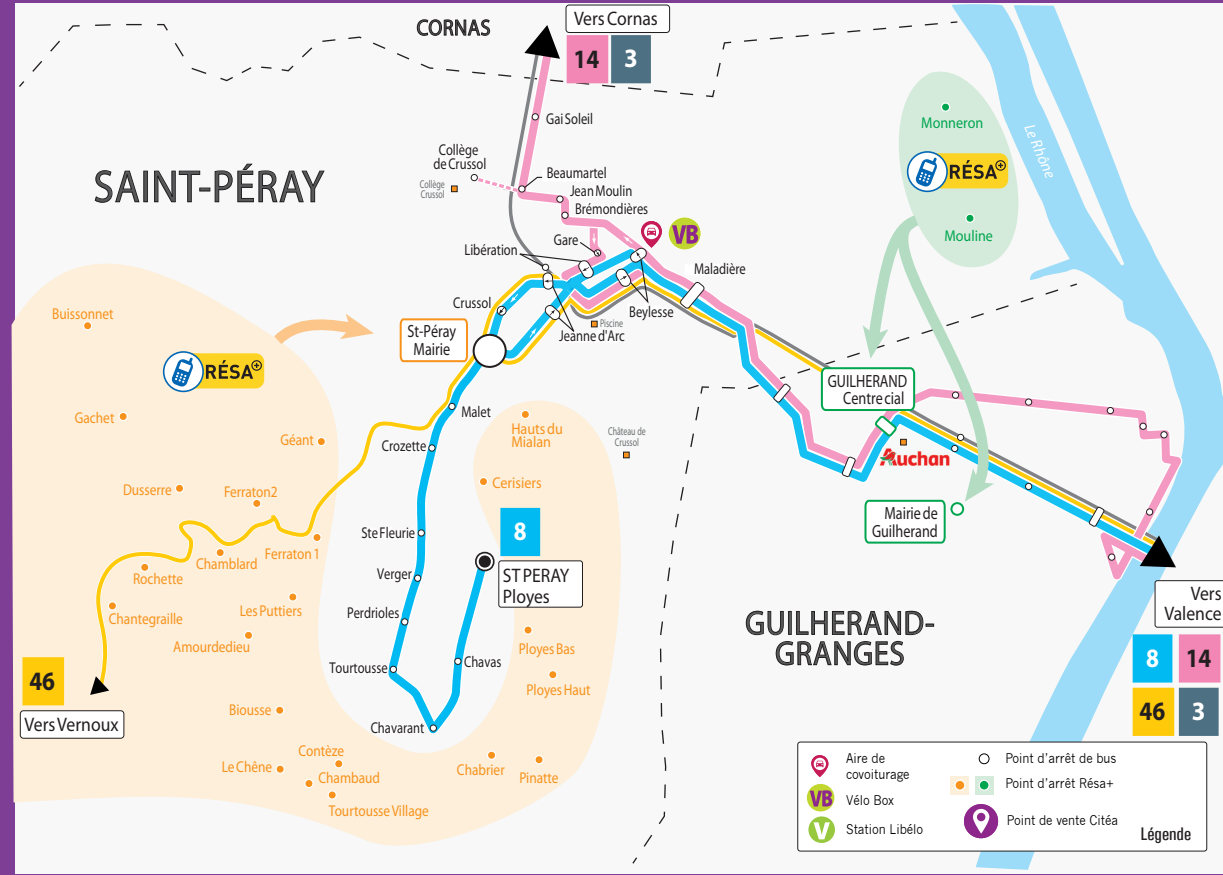 CORNAS
Vers Cornas
14
3
Gai Soleil
Collège
de Crussol
Collège
Crussol
Beaumartel
Jean Moulin
Brémondières
SAINT-PÉRAY
Gare
Libération
VB
Maladière
Beylesse
Crussol
Piscine
Jeanne d'Arc
St-Péray
Mairie
Monneron
RÉSA+
Mouline
Le Rhône
Buissonnet
RÉSA+
Gachet
Géant
Dusserre
Ferraton2
Chamblard
Ferraton 1
Rochette
Chantegraille
Les Puttiers
Amourdedieu
Malet
Crozette
Hauts du
Mialan
Château de
Crussol
Cerisiers
Ste Fleurie
8
ST PERAY
Ployes
Verger
Perdrioles
Tourtousse
Chavas
Chavarant
Ployes Bas
Ployes Haut
GUILHERAND
Centre cial
Auchan
Mairie de
Guilherand
GUILHERAND-
GRANGES
Vers
Valence
8
14
46
3
46
Vers Vernoux
Biousse
Contèze
Le Chêne
Chambaud
Tourtousse Village
Chabrier
Pinatte
Aire de
covoiturage
VB
Vélo Box
V
Station Libélo
Point d'arrêt de bus
Point d'arrêt Résa+
Point de vente Citéa
Légende